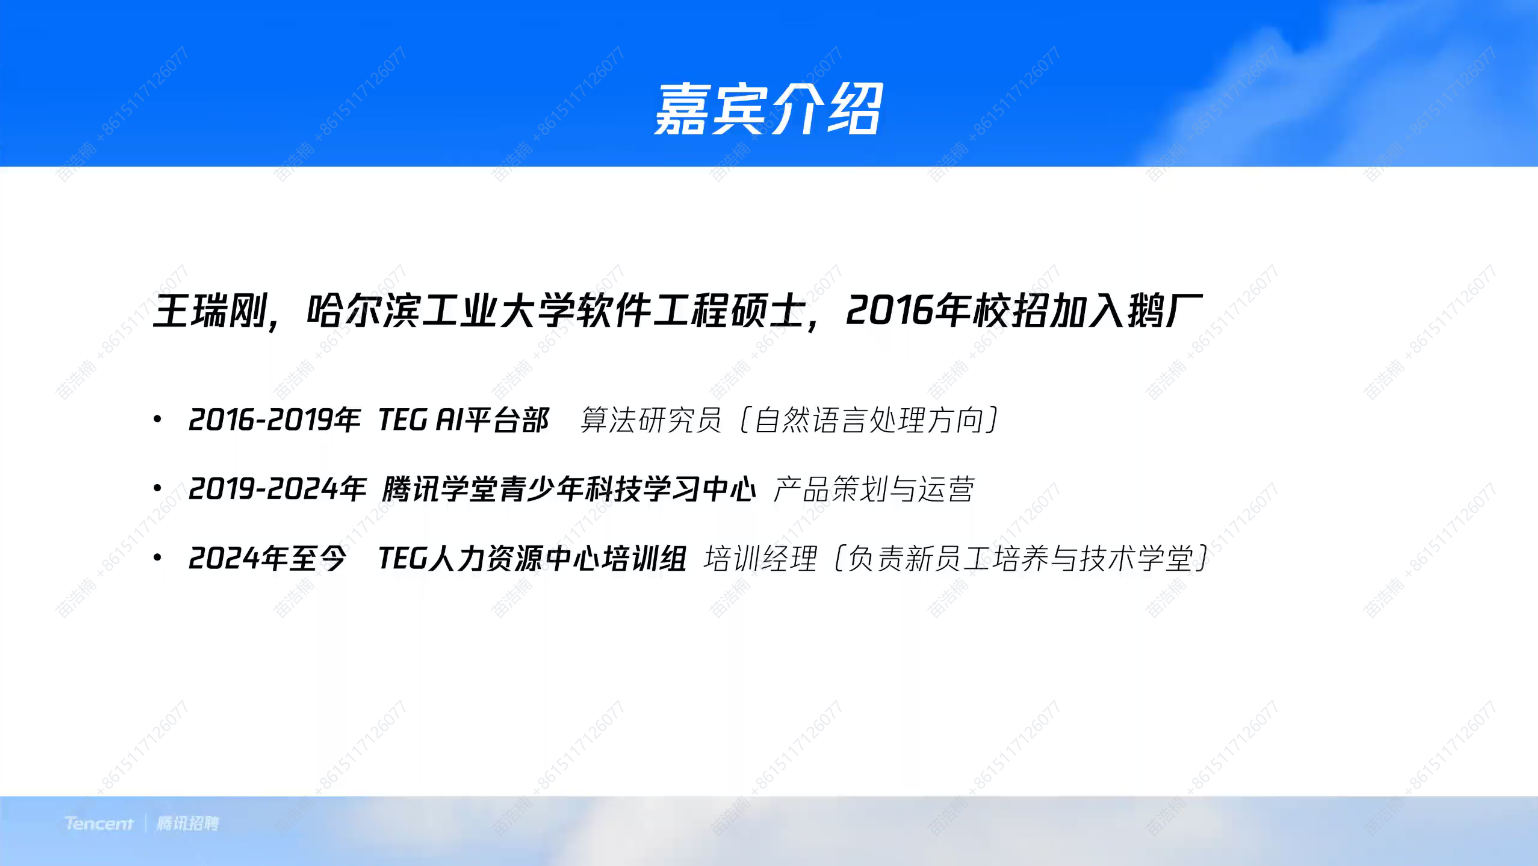 嘉宾介绍
王瑞刚，哈尔滨工业大学软件工程硕士，2016年校招加入鹅厂
• 2016-2019年 TEG AI平台部 算法研究员（自然语言处理方向）
• 2019-2024年 腾讯学堂青少年科技学习中心 产品策划与运营
• 2024年至今 TEG人力资源中心培训组 培训经理（负责新员工培养与技术学堂）
Tencent | 腾讯招聘
苗浩楠 +8615117126077